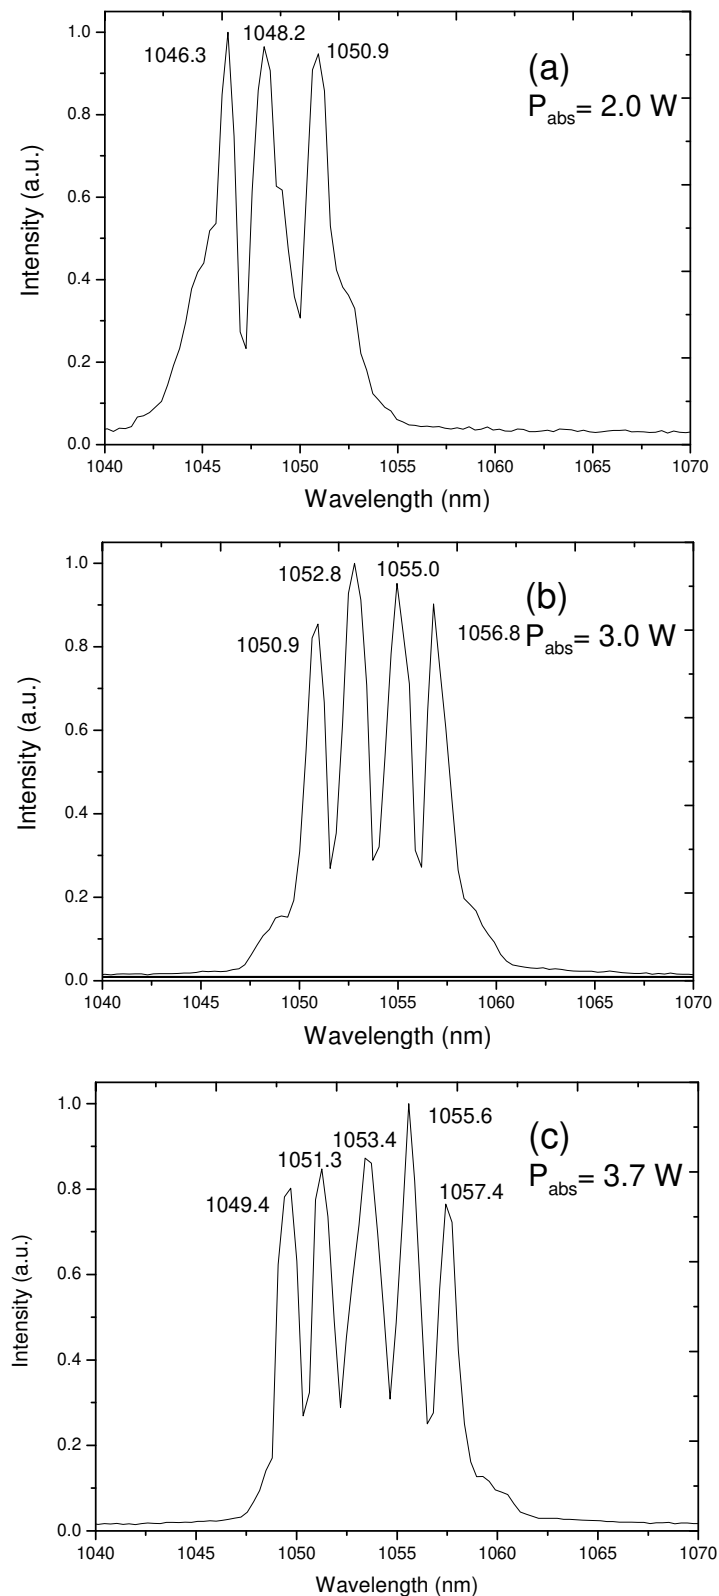 1.0
1046.3
1048.2
1050.9
(a)
P_abs= 2.0 W
0.8
0.6
0.4
0.2
0.0
Intensity (a.u.)
1040 1045 1050 1055 1060 1065 1070
Wavelength (nm)
1.0
1052.8
1055.0
(b)
1050.9
1056.8
P_abs= 3.0 W
0.8
0.6
0.4
0.2
0.0
Intensity (a.u.)
1040 1045 1050 1055 1060 1065 1070
Wavelength (nm)
1.0
1055.6
(c)
1053.4
1051.3
P_abs= 3.7 W
1049.4
1057.4
0.8
0.6
0.4
0.2
0.0
Intensity (a.u.)
1040 1045 1050 1055 1060 1065 1070
Wavelength (nm)